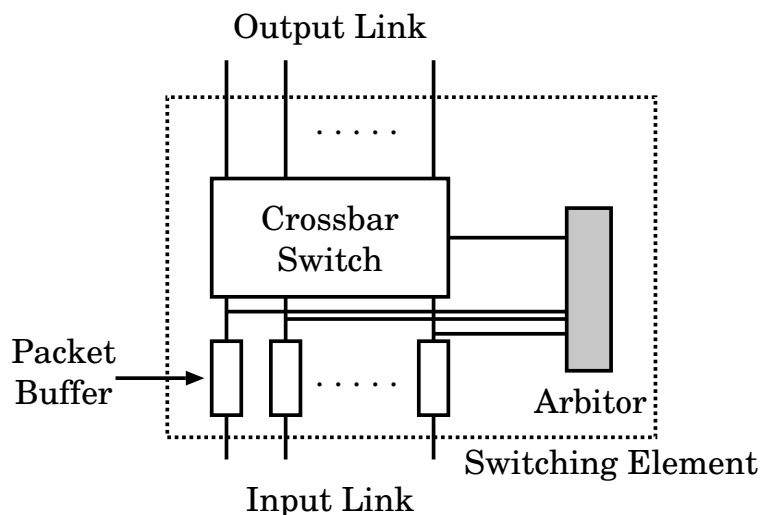 Output Link
. . . . .
Crossbar
Switch
Packet
Buffer
. . . . .
Arbitor
Switching Element
Input Link